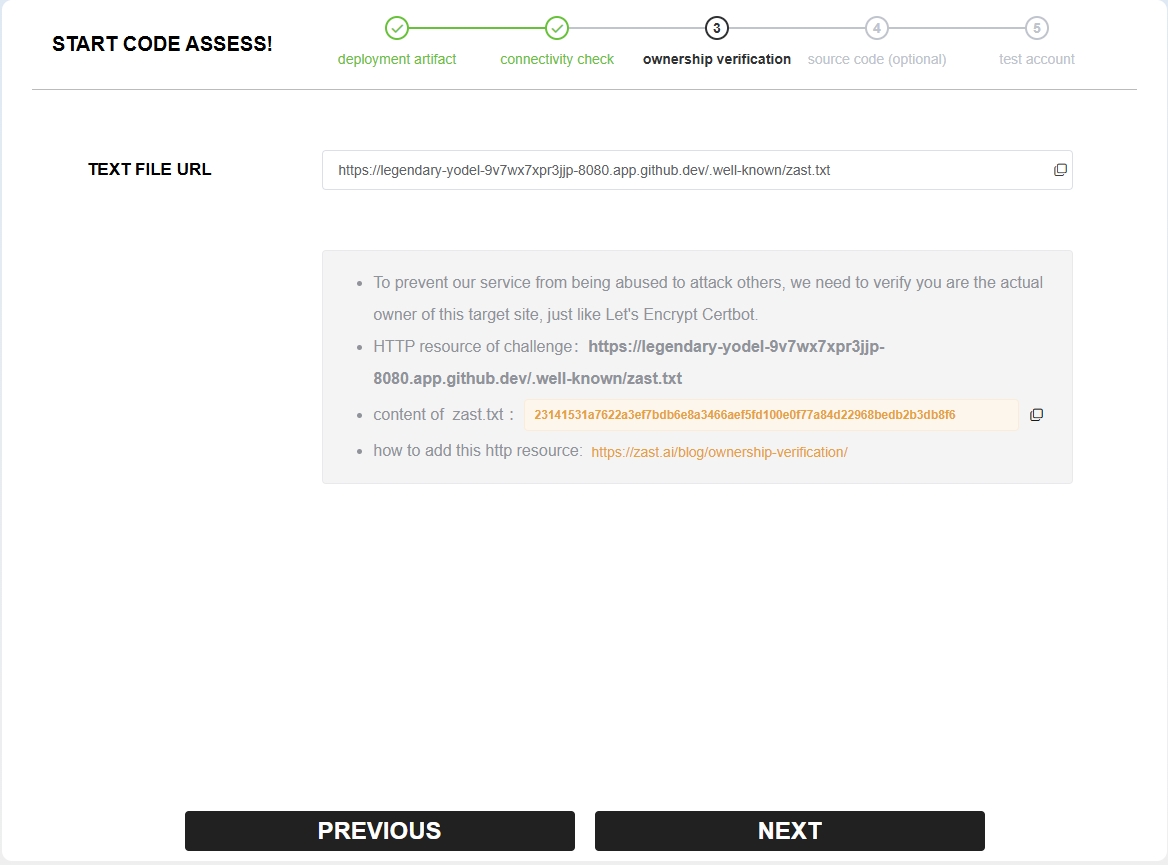 START CODE ASSESS!
3
4
5
deployment artifact
connectivity check
ownership verification
source code (optional)
test account
TEXT FILE URL
https://legendary-yodel-9v7wx7xpr3jjp-8080.app.github.dev/.well-known/zast.txt
To prevent our service from being abused to attack others, we need to verify you are the actual
owner of this target site, just like Let's Encrypt Certbot.
HTTP resource of challenge： https://legendary-yodel-9v7wx7xpr3jjp-
8080.app.github.dev/.well-known/zast.txt
content of zast.txt： 23141531a7622a3ef7bdb6e8a3466aef5fd100e0f77a84d22968bedb2b3db8f6
how to add this http resource: https://zast.ai/blog/ownership-verification/
PREVIOUS
NEXT